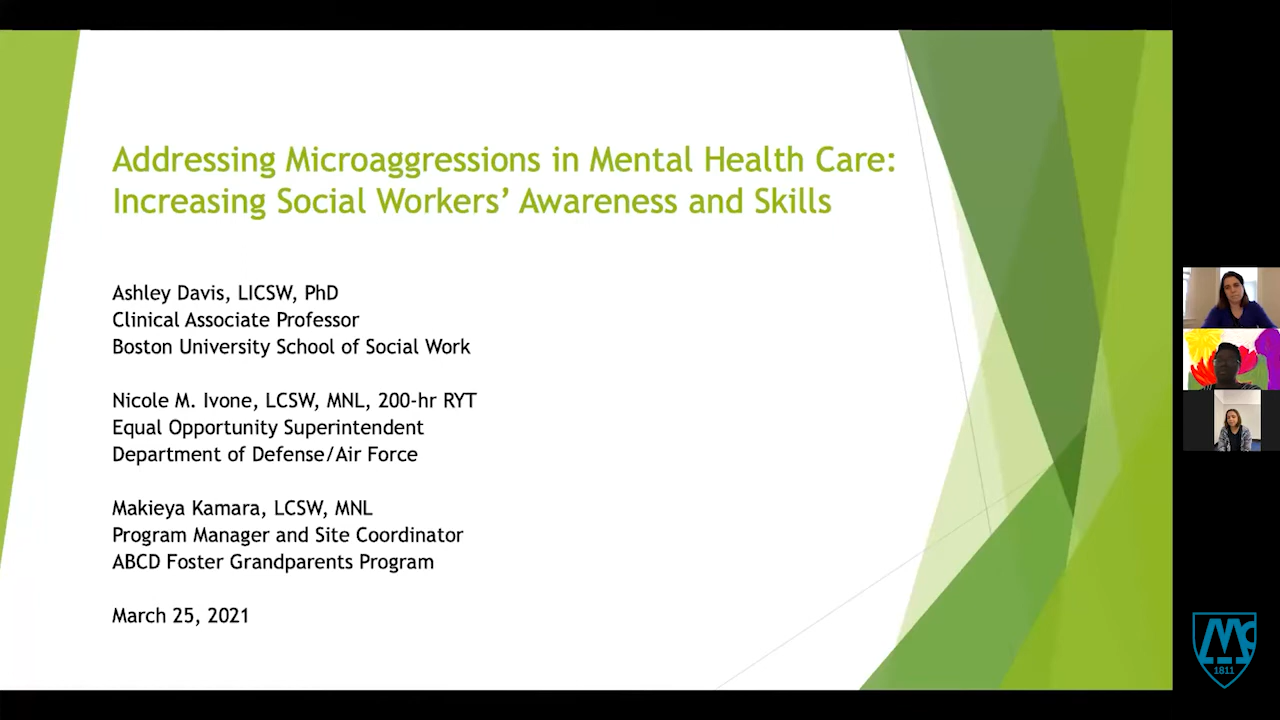 Addressing Microaggressions in Mental Health Care:
Increasing Social Workers’ Awareness and Skills
Ashley Davis, LICSW, PhD
Clinical Associate Professor
Boston University School of Social Work
Nicole M. Ivone, LCSW, MNL, 200-hr RYT
Equal Opportunity Superintendent
Department of Defense/Air Force
Makieya Kamara, LCSW, MNL
Program Manager and Site Coordinator
ABCD Foster Grandparents Program
March 25, 2021
Mc
1811